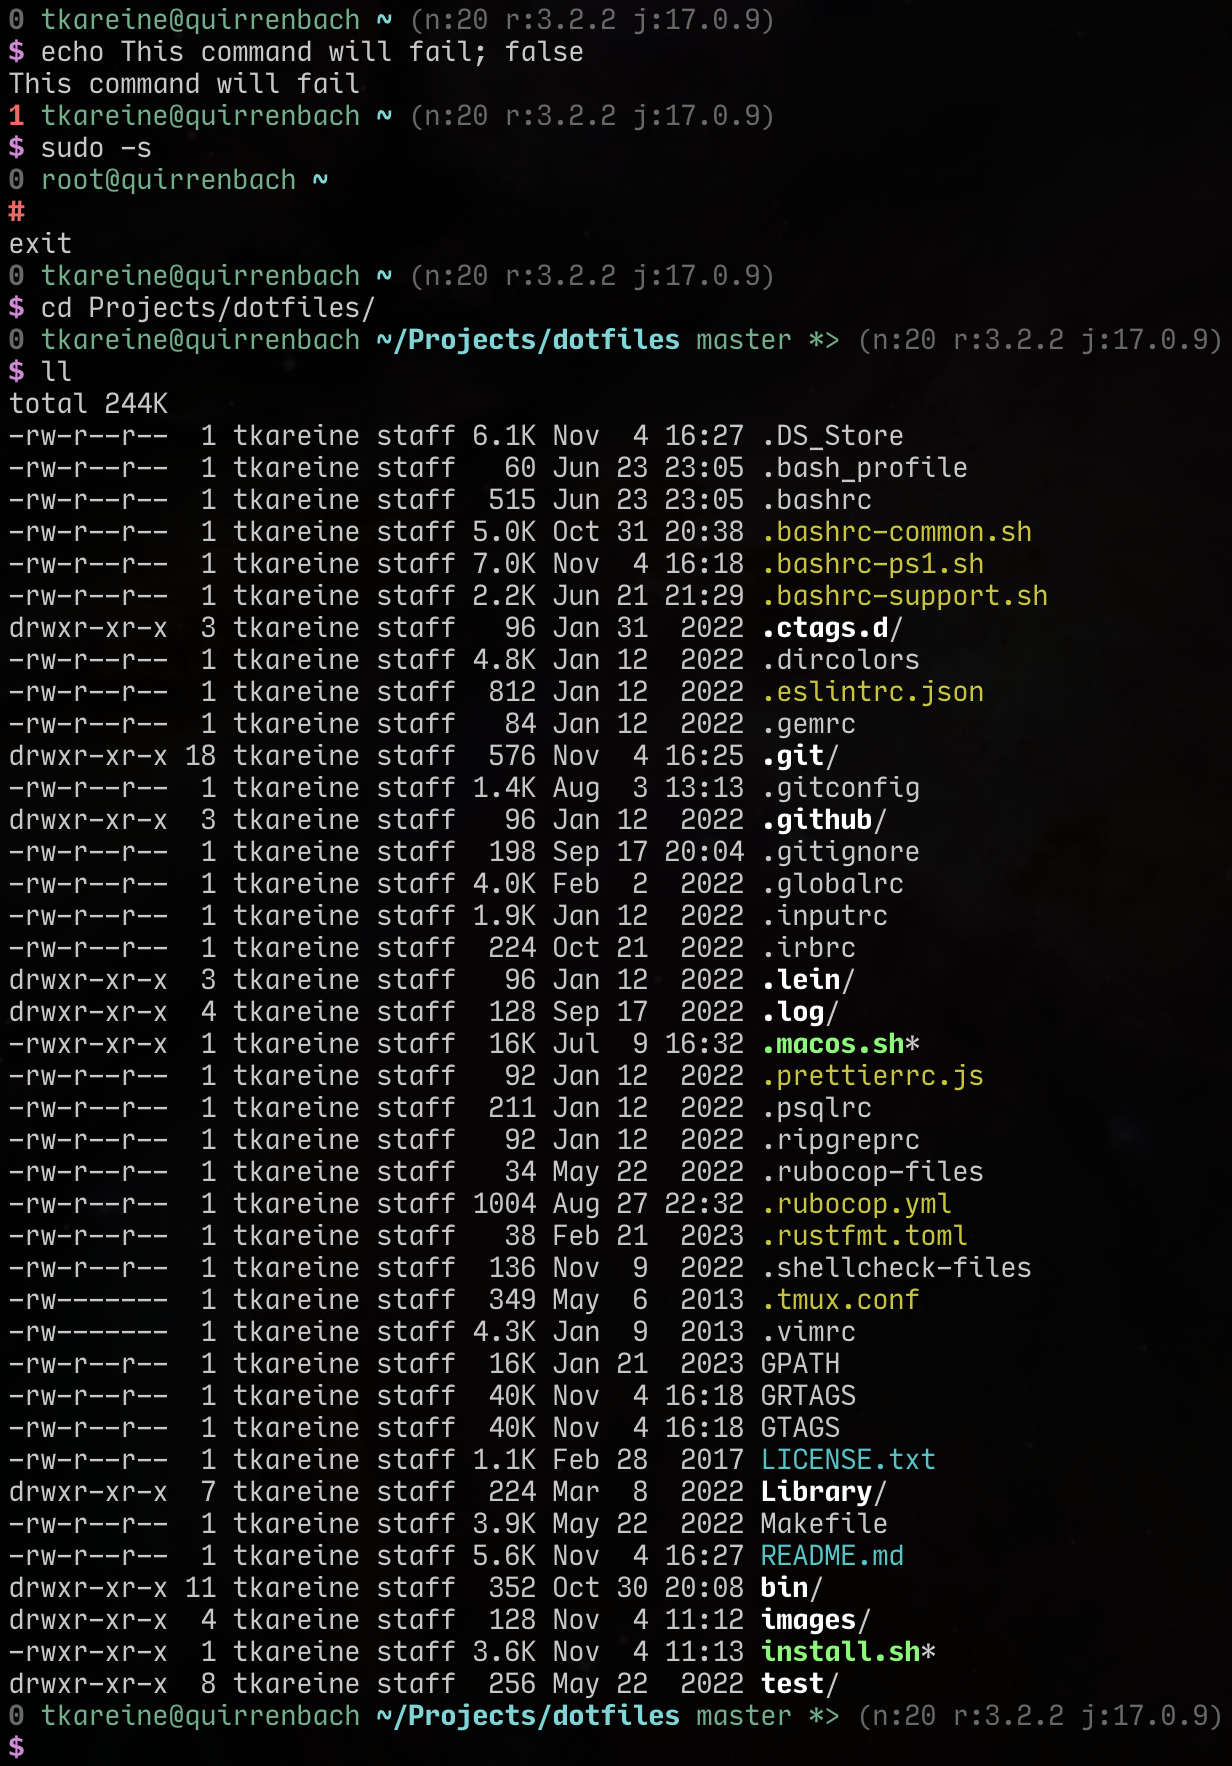 0 tkareine@quirrenbach ~ (n:20 r:3.2.2 j:17.0.9)
$ echo This command will fail; false
This command will fail
1 tkareine@quirrenbach ~ (n:20 r:3.2.2 j:17.0.9)
$ sudo -s
0 root@quirrenbach ~
#
exit
0 tkareine@quirrenbach ~ (n:20 r:3.2.2 j:17.0.9)
$ cd Projects/dotfiles/
0 tkareine@quirrenbach ~/Projects/dotfiles master *> (n:20 r:3.2.2 j:17.0.9)
$ ll
total 244K
-rw-r--r--  1 tkareine staff 6.1K Nov  4 16:27 .DS_Store
-rw-r--r--  1 tkareine staff   60 Jun 23 23:05 .bash_profile
-rw-r--r--  1 tkareine staff  515 Jun 23 23:05 .bashrc
-rw-r--r--  1 tkareine staff 5.0K Oct 31 20:38 .bashrc-common.sh
-rw-r--r--  1 tkareine staff 7.0K Nov  4 16:18 .bashrc-ps1.sh
-rw-r--r--  1 tkareine staff 2.2K Jun 21 21:29 .bashrc-support.sh
drwxr-xr-x  3 tkareine staff   96 Jan 31  2022 .ctags.d/
-rw-r--r--  1 tkareine staff 4.8K Jan 12  2022 .dircolors
-rw-r--r--  1 tkareine staff  812 Jan 12  2022 .eslintrc.json
-rw-r--r--  1 tkareine staff   84 Jan 12  2022 .gemrc
drwxr-xr-x 18 tkareine staff  576 Nov  4 16:25 .git/
-rw-r--r--  1 tkareine staff 1.4K Aug  3 13:13 .gitconfig
drwxr-xr-x  3 tkareine staff   96 Jan 12  2022 .github/
-rw-r--r--  1 tkareine staff  198 Sep 17 20:04 .gitignore
-rw-r--r--  1 tkareine staff 4.0K Feb  2  2022 .globalrc
-rw-r--r--  1 tkareine staff 1.9K Jan 12  2022 .inputrc
-rw-r--r--  1 tkareine staff  224 Oct 21  2022 .irbrc
drwxr-xr-x  3 tkareine staff   96 Jan 12  2022 .lein/
drwxr-xr-x  4 tkareine staff  128 Sep 17  2022 .log/
-rwxr-xr-x  1 tkareine staff  16K Jul  9 16:32 .macos.sh*
-rw-r--r--  1 tkareine staff   92 Jan 12  2022 .prettierrc.js
-rw-r--r--  1 tkareine staff  211 Jan 12  2022 .psqlrc
-rw-r--r--  1 tkareine staff   92 Jan 12  2022 .ripgreprc
-rw-r--r--  1 tkareine staff   34 May 22  2022 .rubocop-files
-rw-r--r--  1 tkareine staff 1004 Aug 27 22:32 .rubocop.yml
-rw-r--r--  1 tkareine staff   38 Feb 21  2023 .rustfmt.toml
-rw-r--r--  1 tkareine staff  136 Nov  9  2022 .shellcheck-files
-rw-------  1 tkareine staff  349 May  6  2013 .tmux.conf
-rw-------  1 tkareine staff 4.3K Jan  9  2013 .vimrc
-rw-r--r--  1 tkareine staff  16K Jan 21  2023 GPATH
-rw-r--r--  1 tkareine staff  40K Nov  4 16:18 GRTAGS
-rw-r--r--  1 tkareine staff  40K Nov  4 16:18 GTAGS
-rw-r--r--  1 tkareine staff 1.1K Feb 28  2017 LICENSE.txt
drwxr-xr-x  7 tkareine staff  224 Mar  8  2022 Library/
-rw-r--r--  1 tkareine staff 3.9K May 22  2022 Makefile
-rw-r--r--  1 tkareine staff 5.6K Nov  4 16:27 README.md
drwxr-xr-x 11 tkareine staff  352 Oct 30 20:08 bin/
drwxr-xr-x  4 tkareine staff  128 Nov  4 11:12 images/
-rwxr-xr-x  1 tkareine staff 3.6K Nov  4 11:13 install.sh*
drwxr-xr-x  8 tkareine staff  256 May 22  2022 test/
0 tkareine@quirrenbach ~/Projects/dotfiles master *> (n:20 r:3.2.2 j:17.0.9)
$